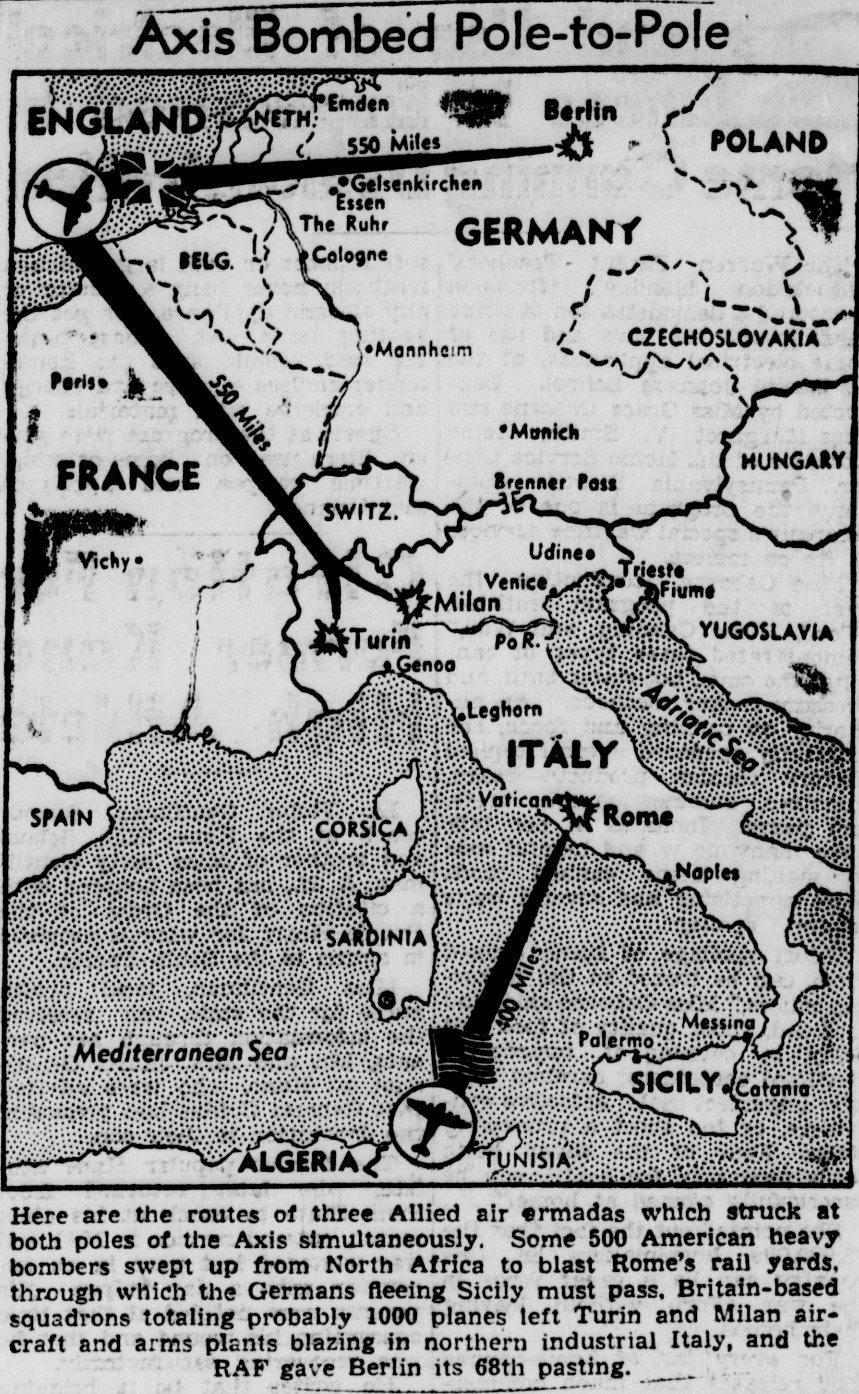 Axis Bombed Pole-to-Pole
ENGLAND
NETH.
Emden
Berlin
550 Miles
POLAND
Gelsenkirchen
Essen
The Ruhr
GERMANY
BELG.
Cologne
CZECHOSLOVAKIA
Mannheim
Paris
550 Miles
Munich
HUNGARY
FRANCE
Brenner Pass
SWITZ.
Vichy
Udine
Trieste
Venice
Fiume
Milan
YUGOSLAVIA
Turin
Po R.
Genoa
Adriatic Sea
Leghorn
ITALY
Vatican
SPAIN
Rome
CORSICA
Naples
SARDINIA
400 Miles
Messina
Palermo
Mediterranean Sea
SICILY
Catania
ALGERIA
TUNISIA
Here are the routes of three Allied air armadas which struck at
both poles of the Axis simultaneously. Some 500 American heavy
bombers swept up from North Africa to blast Rome's rail yards,
through which the Germans fleeing Sicily must pass. Britain-based
squadrons totaling probably 1000 planes left Turin and Milan air-
craft and arms plants blazing in northern industrial Italy, and the
RAF gave Berlin its 68th pasting.